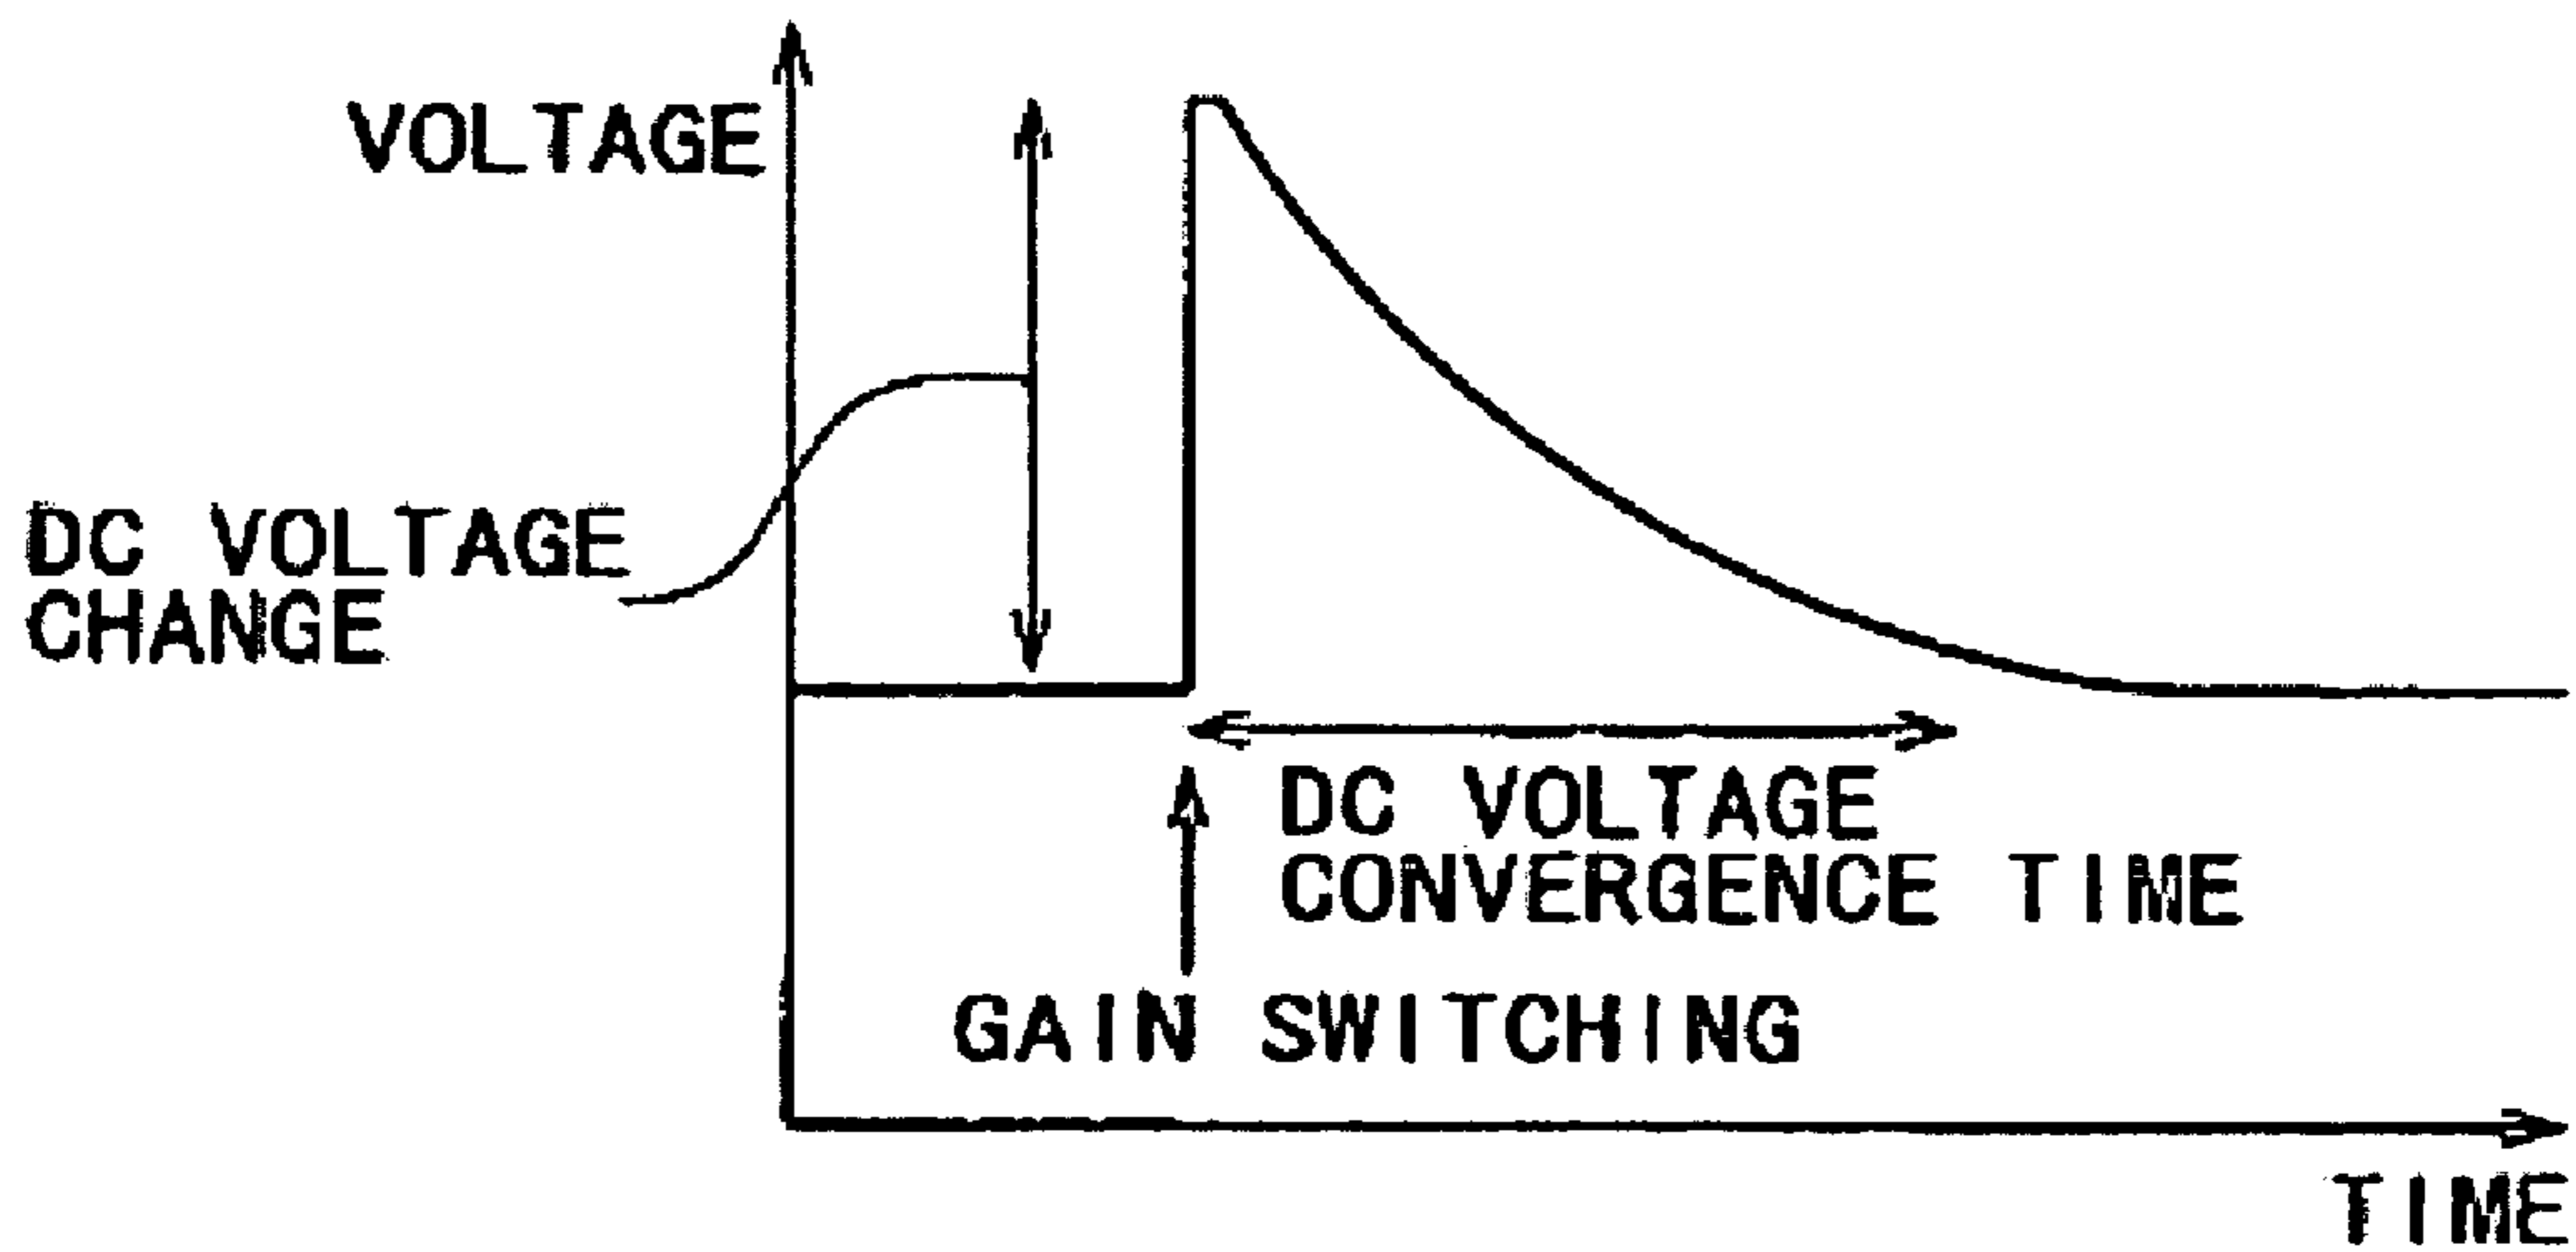 VOLTAGE
DC VOLTAGE
CHANGE
DC VOLTAGE
CONVERGENCE TIME
GAIN SWITCHING
TIME